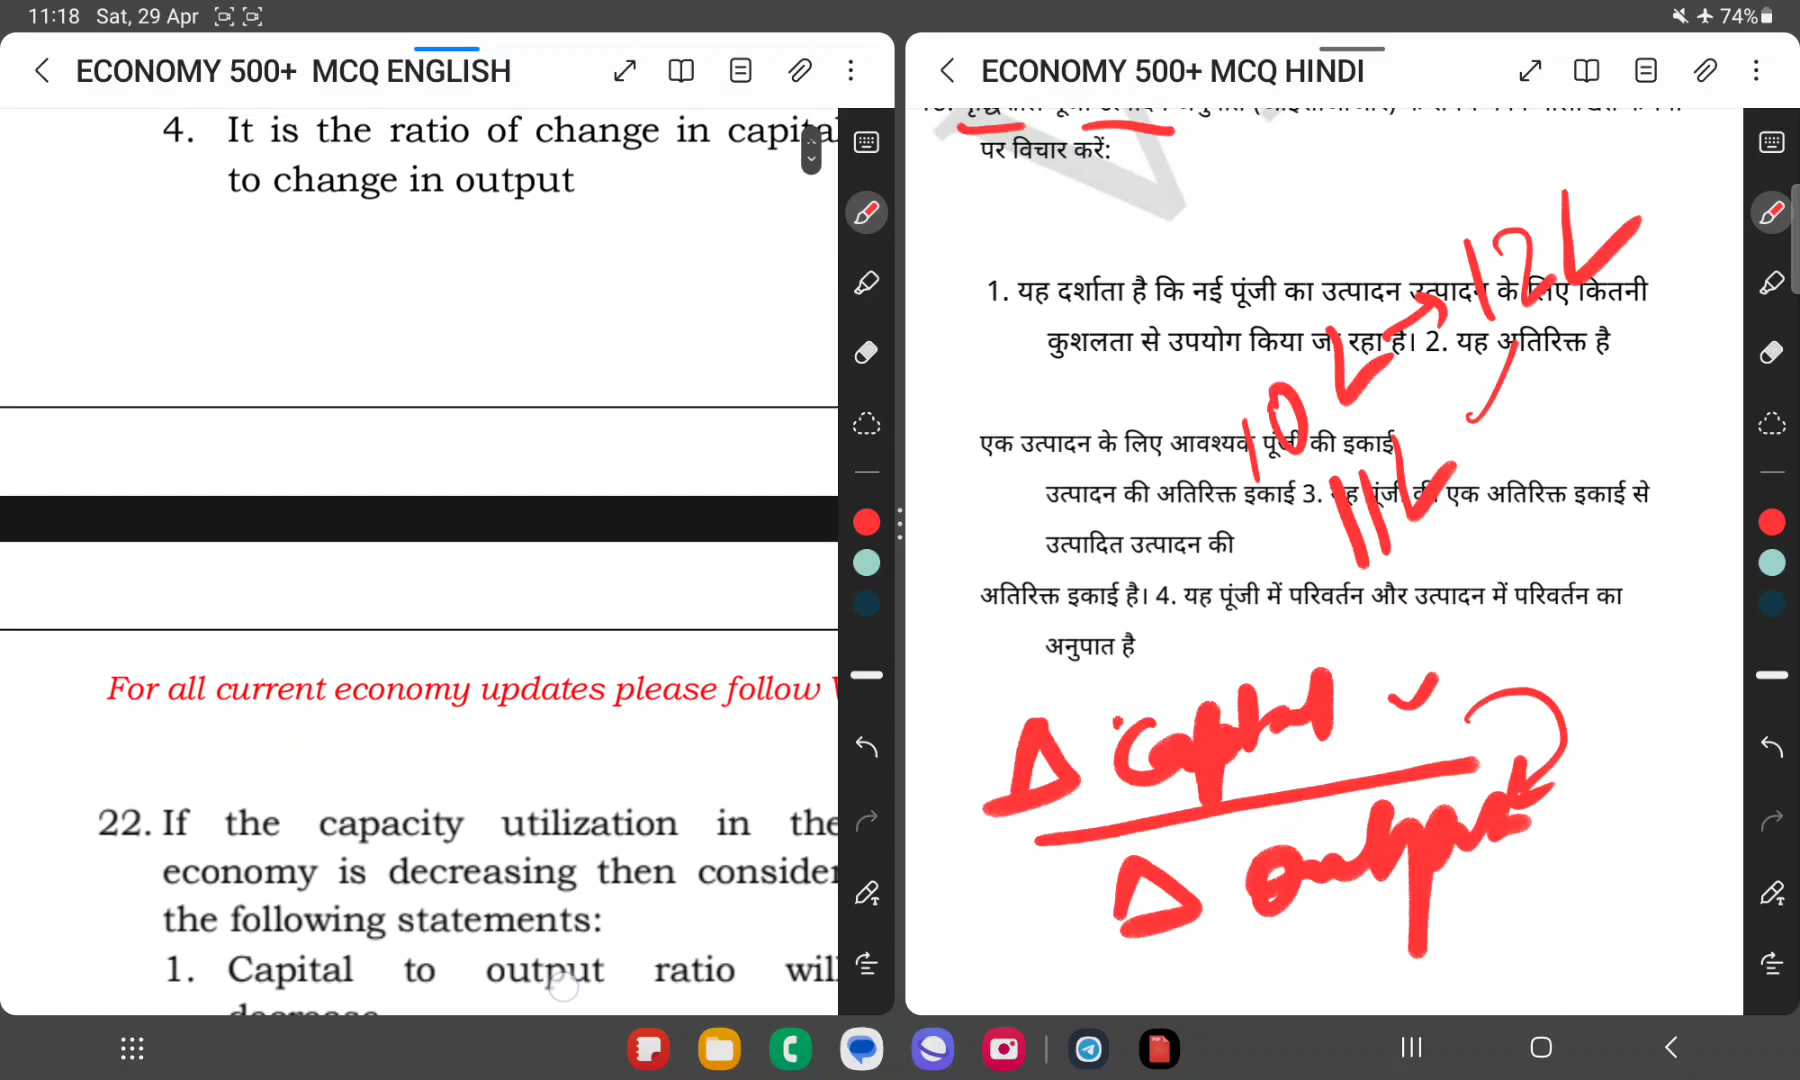 11:18 Sat, 29 Apr
74%
ECONOMY 500+ MCQ ENGLISH
4. It is the ratio of change in capital
to change in output
For all current economy updates please follow
22. If the capacity utilization in the
economy is decreasing then consider
the following statements:
1. Capital to output ratio will
decrease
ECONOMY 500+ MCQ HINDI
पर विचार करें:
1. यह दर्शाता है कि नई पूंजी का उत्पादन उत्पादन के लिए कितनी
कुशलता से उपयोग किया जा रहा है। 2. यह अतिरिक्त है
एक उत्पादन के लिए आवश्यक पूंजी की इकाई
उत्पादन की अतिरिक्त इकाई 3. यह पूंजी की एक अतिरिक्त इकाई से
उत्पादित उत्पादन की
अतिरिक्त इकाई है। 4. यह पूंजी में परिवर्तन और उत्पादन में परिवर्तन का
अनुपात है
10L → 12L
11L
Δ Capital
Δ output